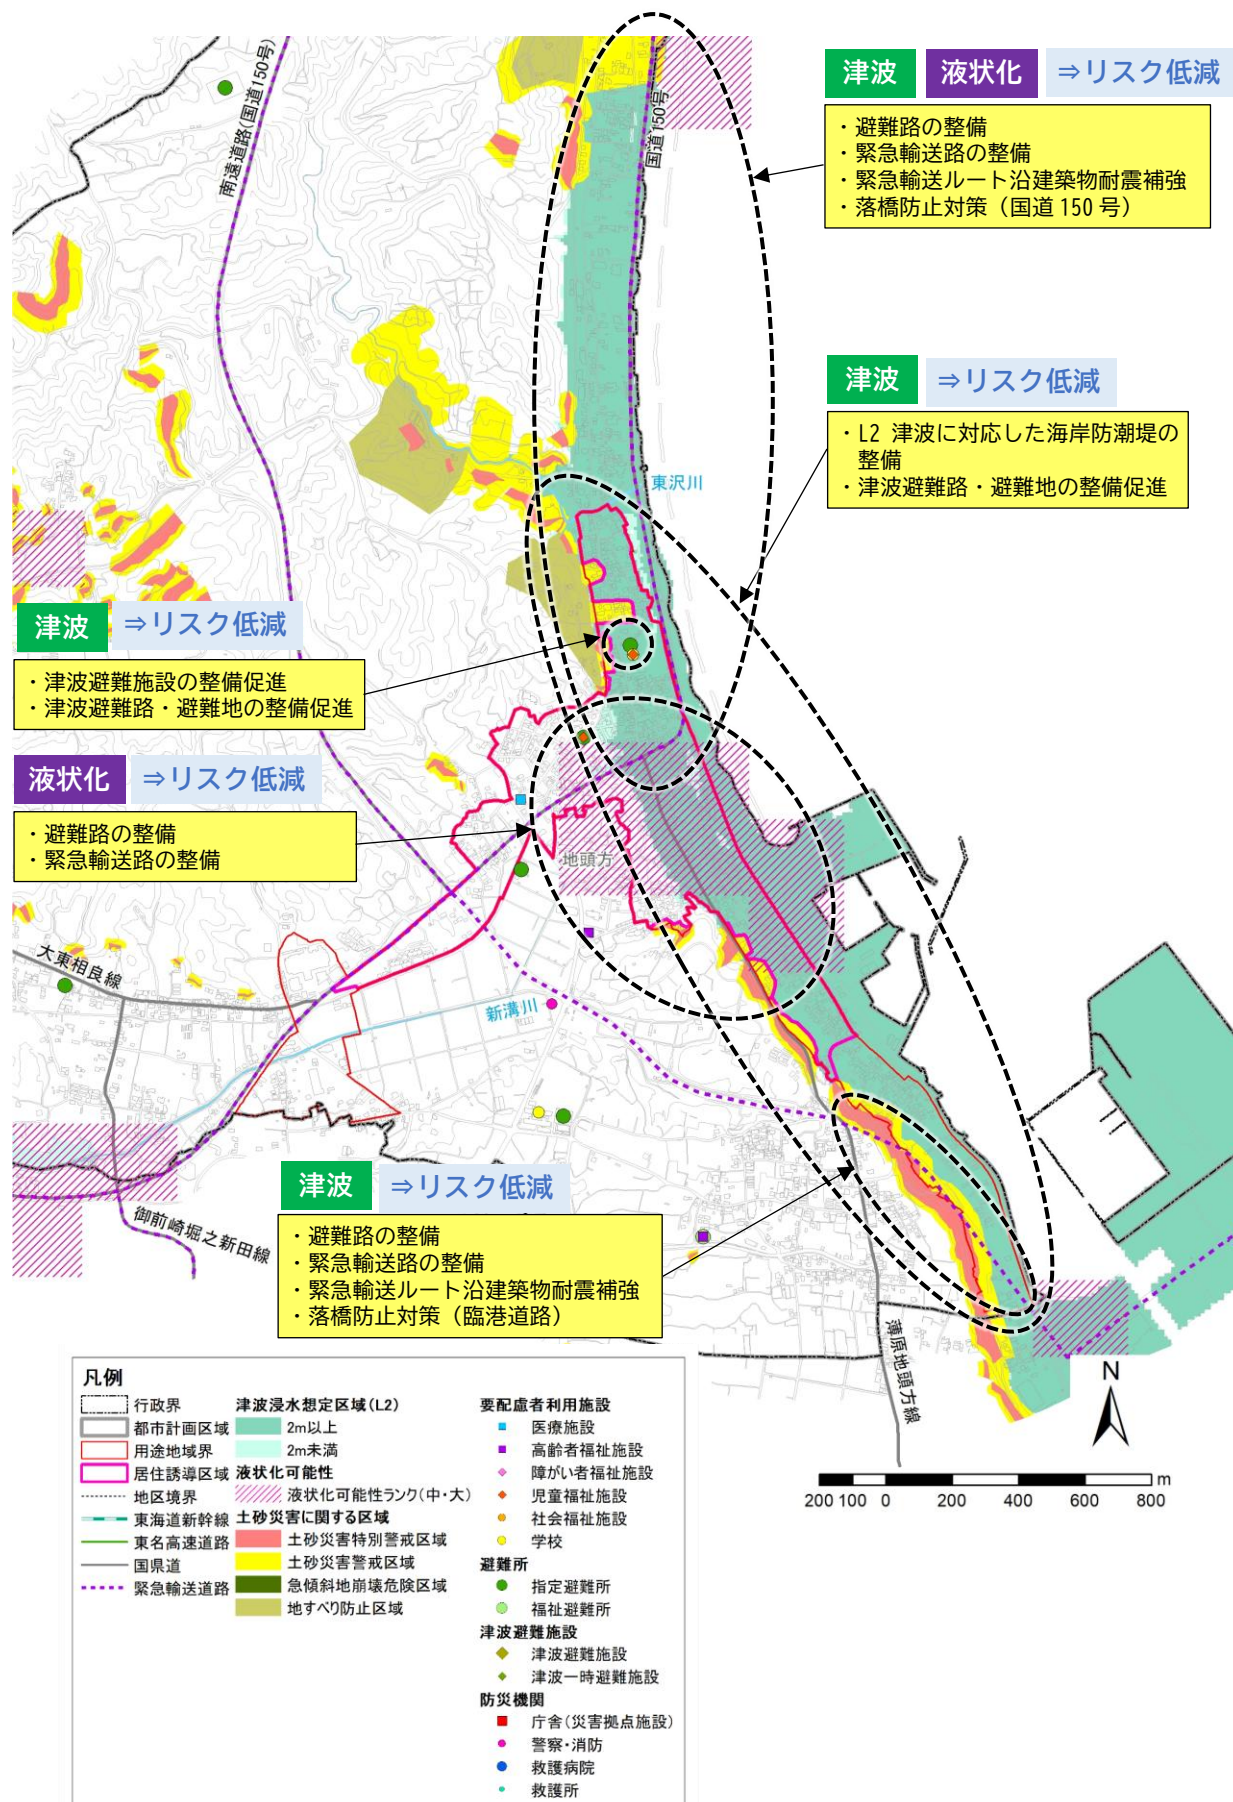 津波 液状化 ⇒リスク低減
・避難路の整備
・緊急輸送路の整備
・緊急輸送ルート沿建築物耐震補強
・落橋防止対策（国道 150 号）
南遠道路(国道150号)
国道150号
津波 ⇒リスク低減
・L2 津波に対応した海岸防潮堤の
整備
・津波避難路・避難地の整備促進
東沢川
津波 ⇒リスク低減
・津波避難施設の整備促進
・津波避難路・避難地の整備促進
液状化 ⇒リスク低減
・避難路の整備
・緊急輸送路の整備
地頭方
大東相良線
新溝川
御前崎堀之新田線
津波 ⇒リスク低減
・避難路の整備
・緊急輸送路の整備
・緊急輸送ルート沿建築物耐震補強
・落橋防止対策（臨港道路）
薄原地頭方線
N
200 100 0 200 400 600 800 m
凡例
行政界
都市計画区域
用途地域界
居住誘導区域
地区境界
東海道新幹線
東名高速道路
国県道
緊急輸送道路
津波浸水想定区域(L2)
2m以上
2m未満
液状化可能性
液状化可能性ランク(中・大)
土砂災害に関する区域
土砂災害特別警戒区域
土砂災害警戒区域
急傾斜地崩壊危険区域
地すべり防止区域
要配慮者利用施設
医療施設
高齢者福祉施設
障がい者福祉施設
児童福祉施設
社会福祉施設
学校
避難所
指定避難所
福祉避難所
津波避難施設
津波避難施設
津波一時避難施設
防災機関
庁舎(災害拠点施設)
警察・消防
救護病院
救護所